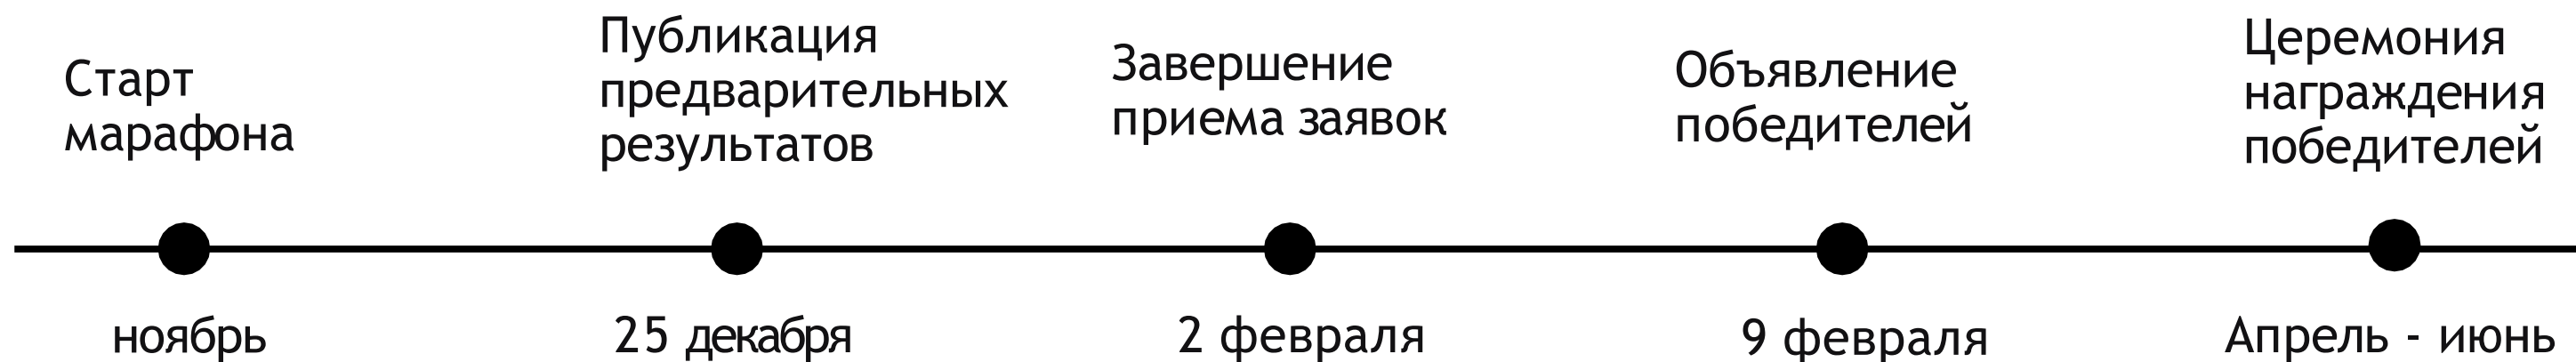 Старт
марафона
Публикация
предварительных
результатов
Завершение
приема заявок
Объявление
победителей
Церемония
награждения
победителей
ноябрь
25 декабря
2 февраля
9 февраля
Апрель - июнь